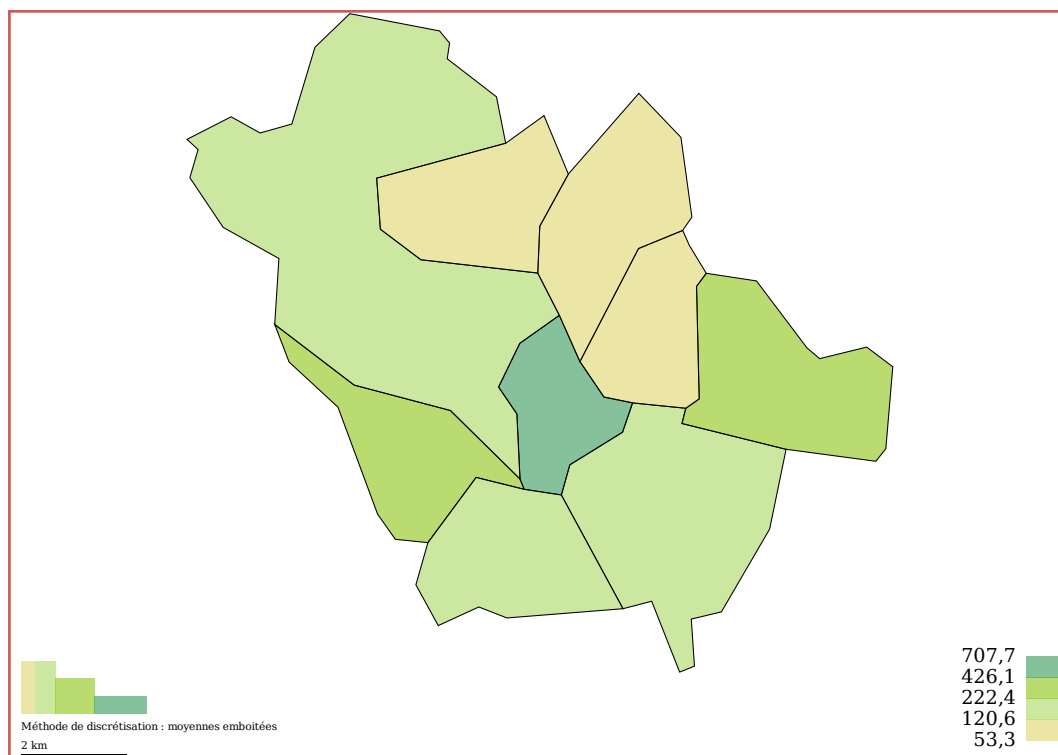 707,7
426,1
222,4
120,6
53,3
Méthode de discrétisation : moyennes emboitées
2 km